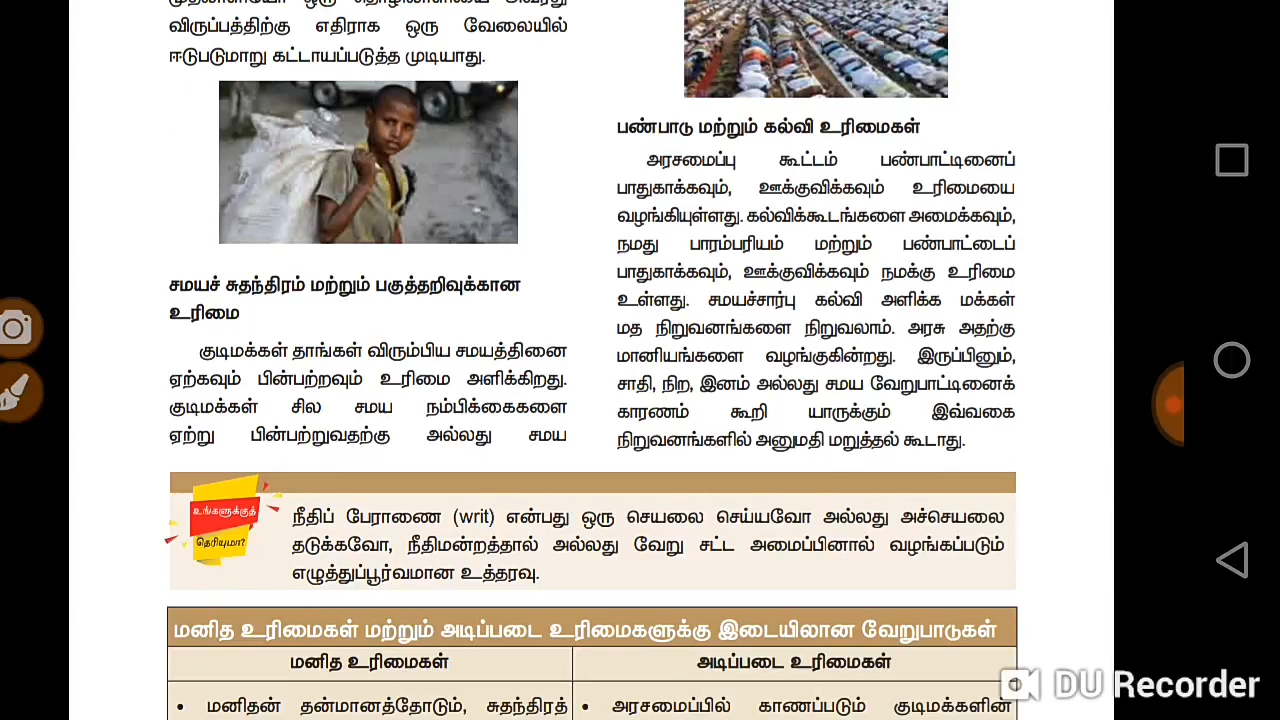 விருப்பத்திற்கு எதிராக ஒரு வேலையில்
ஈடுபடுமாறு கட்டாயப்படுத்த முடியாது.
சமயச் சுதந்திரம் மற்றும் பகுத்தறிவுக்கான
உரிமை
குடிமக்கள் தாங்கள் விரும்பிய சமயத்தினை
ஏற்கவும் பின்பற்றவும் உரிமை அளிக்கிறது.
குடிமக்கள் சில சமய நம்பிக்கைகளை
ஏற்று பின்பற்றுவதற்கு அல்லது சமய
பண்பாடு மற்றும் கல்வி உரிமைகள்
அரசமைப்பு கூட்டம் பண்பாட்டினைப்
பாதுகாக்கவும், ஊக்குவிக்கவும் உரிமையை
வழங்கியுள்ளது. கல்விக்கூடங்களை அமைக்கவும்,
நமது பாரம்பரியம் மற்றும் பண்பாட்டைப்
பாதுகாக்கவும், ஊக்குவிக்கவும் நமக்கு உரிமை
உள்ளது. சமயச்சார்பு கல்வி அளிக்க மக்கள்
மத நிறுவனங்களை நிறுவலாம். அரசு அதற்கு
மானியங்களை வழங்குகின்றது. இருப்பினும்,
சாதி, நிற, இனம் அல்லது சமய வேறுபாட்டினைக்
காரணம் கூறி யாருக்கும் இவ்வகை
நிறுவனங்களில் அனுமதி மறுத்தல் கூடாது.
உங்களுக்குத்
தெரியுமா?
நீதிப் பேராணை (writ) என்பது ஒரு செயலை செய்யவோ அல்லது அச்செயலை
தடுக்கவோ, நீதிமன்றத்தால் அல்லது வேறு சட்ட அமைப்பினால் வழங்கப்படும்
எழுத்துப்பூர்வமான உத்தரவு.
மனித உரிமைகள் மற்றும் அடிப்படை உரிமைகளுக்கு இடையிலான வேறுபாடுகள்
மனித உரிமைகள்
அடிப்படை உரிமைகள்
• மனிதன் தன்மானத்தோடும், சுதந்திரத்
• அரசமைப்பில் காணப்படும் குடிமக்களின்
DU Recorder